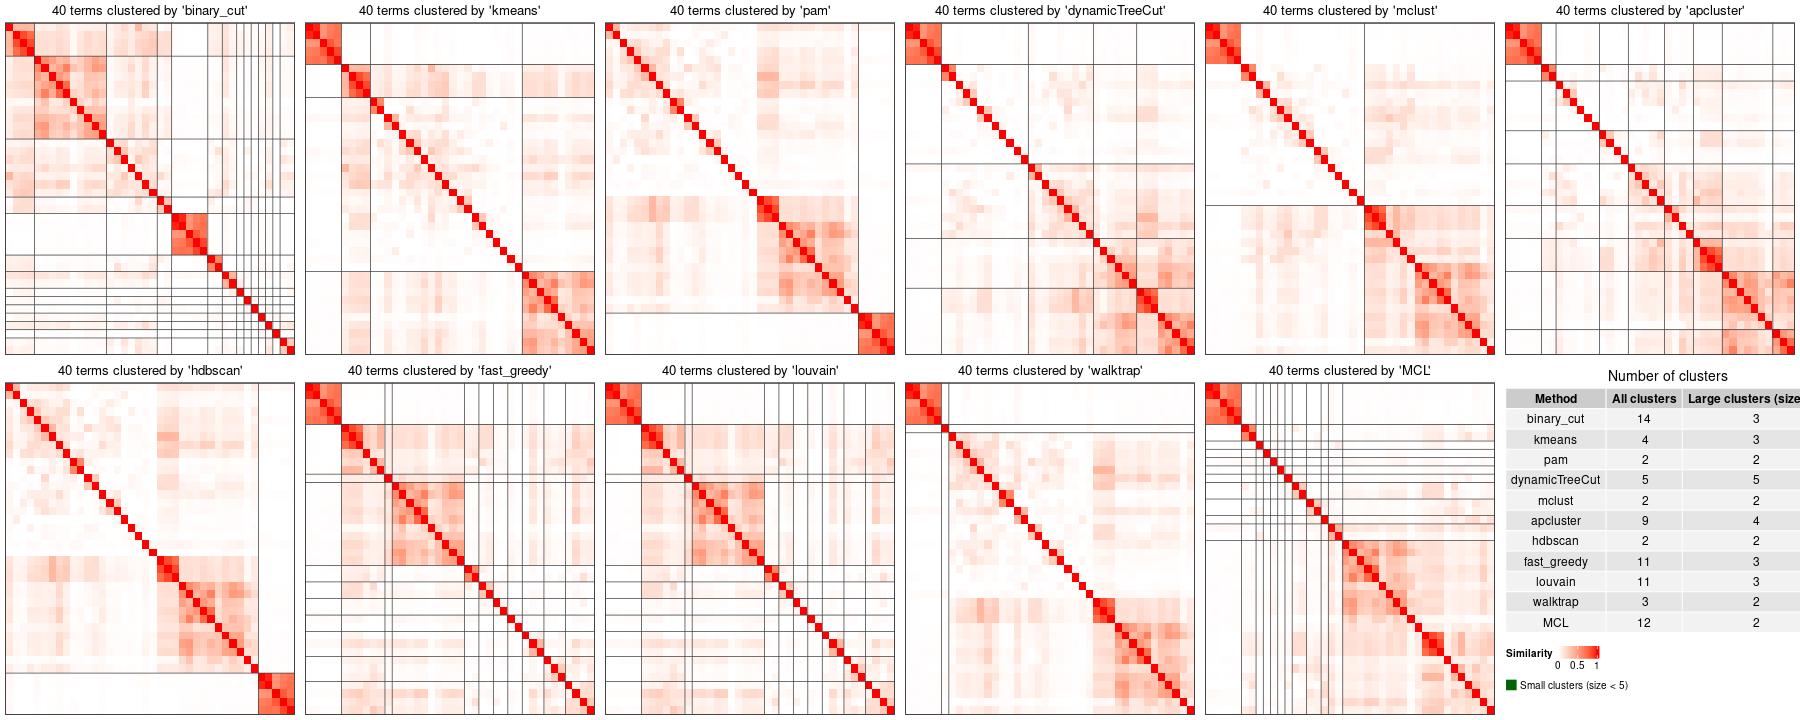 40 terms clustered by 'binary_cut'
40 terms clustered by 'kmeans'
40 terms clustered by 'pam'
40 terms clustered by 'dynamicTreeCut'
40 terms clustered by 'mclust'
40 terms clustered by 'apcluster'
40 terms clustered by 'hdbscan'
40 terms clustered by 'fast_greedy'
40 terms clustered by 'louvain'
40 terms clustered by 'walktrap'
40 terms clustered by 'MCL'
Number of clusters
Method All clusters Large clusters (size
binary_cut 14 3
kmeans 4 3
pam 2 2
dynamicTreeCut 5 5
mclust 2 2
apcluster 9 4
hdbscan 2 2
fast_greedy 11 3
louvain 11 3
walktrap 3 2
MCL 12 2
Similarity
0 0.5 1
Small clusters (size < 5)